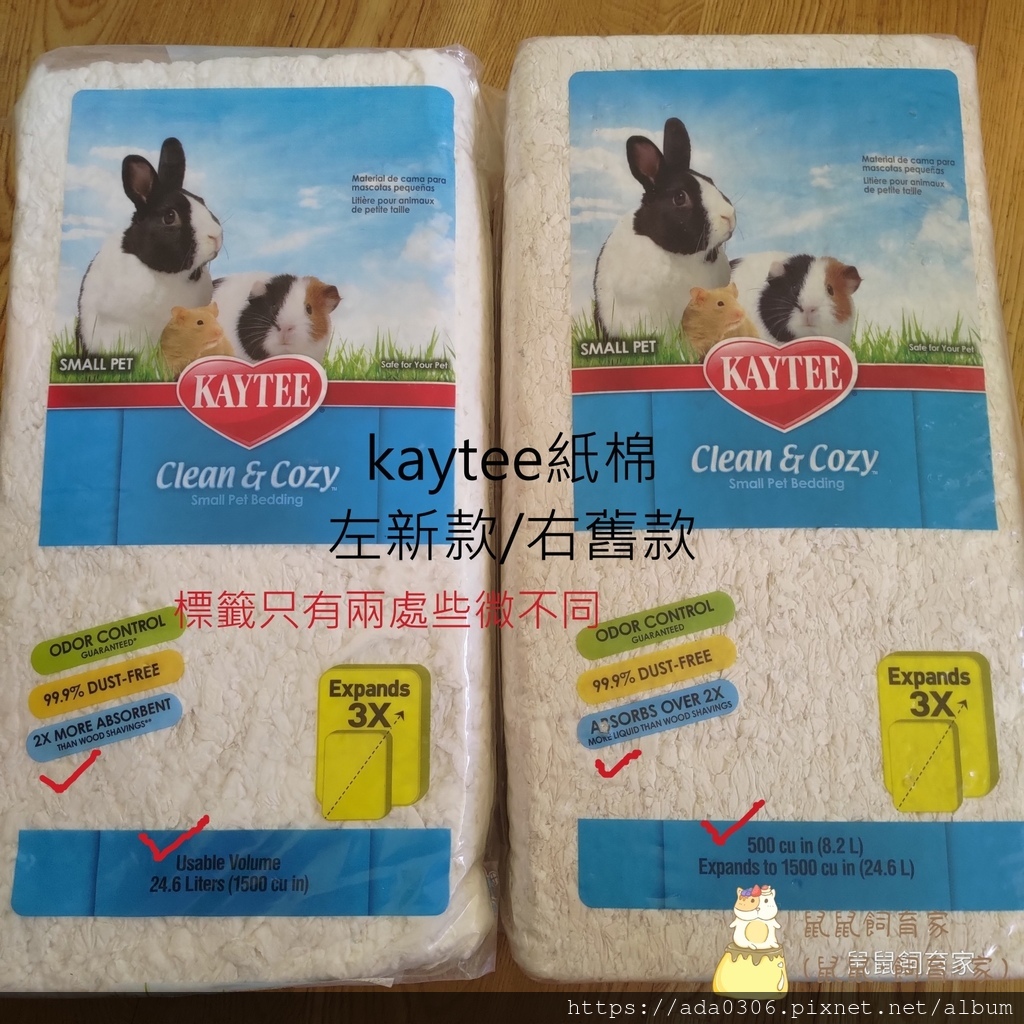 Material de cama para
mascotas pequeñas
Litière pour animaux
de petite taille
SMALL PET
Safe for Your Pet
KAYTEE
Clean & Cozy™
Small Pet Bedding
ODOR CONTROL
GUARANTEED*
99.9% DUST-FREE
2X MORE ABSORBENT
THAN WOOD SHAVINGS**
Expands
3X
Usable Volume
24.6 Liters (1500 cu in)
Material de cama para
mascotas pequeñas
Litière pour animaux
de petite taille
SMALL PET
Safe for Your Pet
KAYTEE
Clean & Cozy™
Small Pet Bedding
ODOR CONTROL
GUARANTEED
99.9% DUST-FREE
ABSORBS OVER 2X
MORE LIQUID THAN WOOD SHAVINGS
Expands
3X
500 cu in (8.2 L)
Expands to 1500 cu in (24.6 L)
kaytee紙棉
左新款/右舊款
標籤只有兩處些微不同
鼠鼠飼育家
(鼠鼠飼育家)
鼠鼠飼育家
https://ada0306.pixnet.net/album